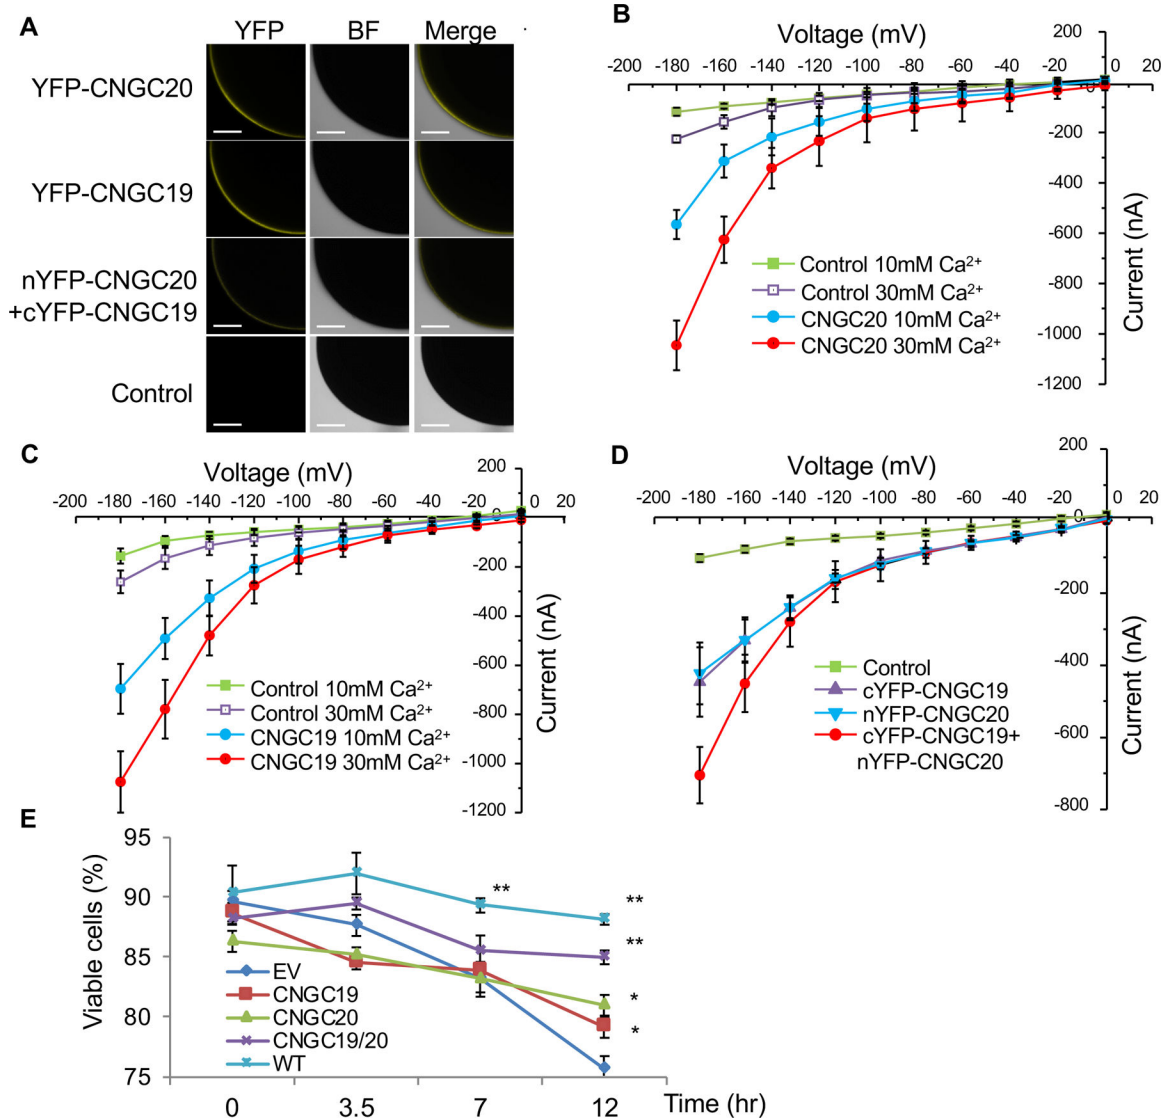 A
YFP BF Merge
YFP-CNGC20
YFP-CNGC19
nYFP-CNGC20
+cYFP-CNGC19
Control
B
Voltage (mV)
200
-200 -180 -160 -140 -120 -100 -80 -60 -40 -20 0 20
-200
-400
-600
-800
-1000
-1200
Current (nA)
Control 10mM Ca²⁺
Control 30mM Ca²⁺
CNGC20 10mM Ca²⁺
CNGC20 30mM Ca²⁺
C
Voltage (mV)
200
-200 -180 -160 -140 -120 -100 -80 -60 -40 -20 0 20
-200
-400
-600
-800
-1000
-1200
Current (nA)
Control 10mM Ca²⁺
Control 30mM Ca²⁺
CNGC19 10mM Ca²⁺
CNGC19 30mM Ca²⁺
D
Voltage (mV)
200
-200 -180 -160 -140 -120 -100 -80 -60 -40 -20 0 20
-200
-400
-600
-800
Current (nA)
Control
cYFP-CNGC19
nYFP-CNGC20
cYFP-CNGC19+
nYFP-CNGC20
E
Viable cells (%)
95
90
85
80
75
**
**
**
*
*
EV
CNGC19
CNGC20
CNGC19/20
WT
0 3.5 7 12 Time (hr)